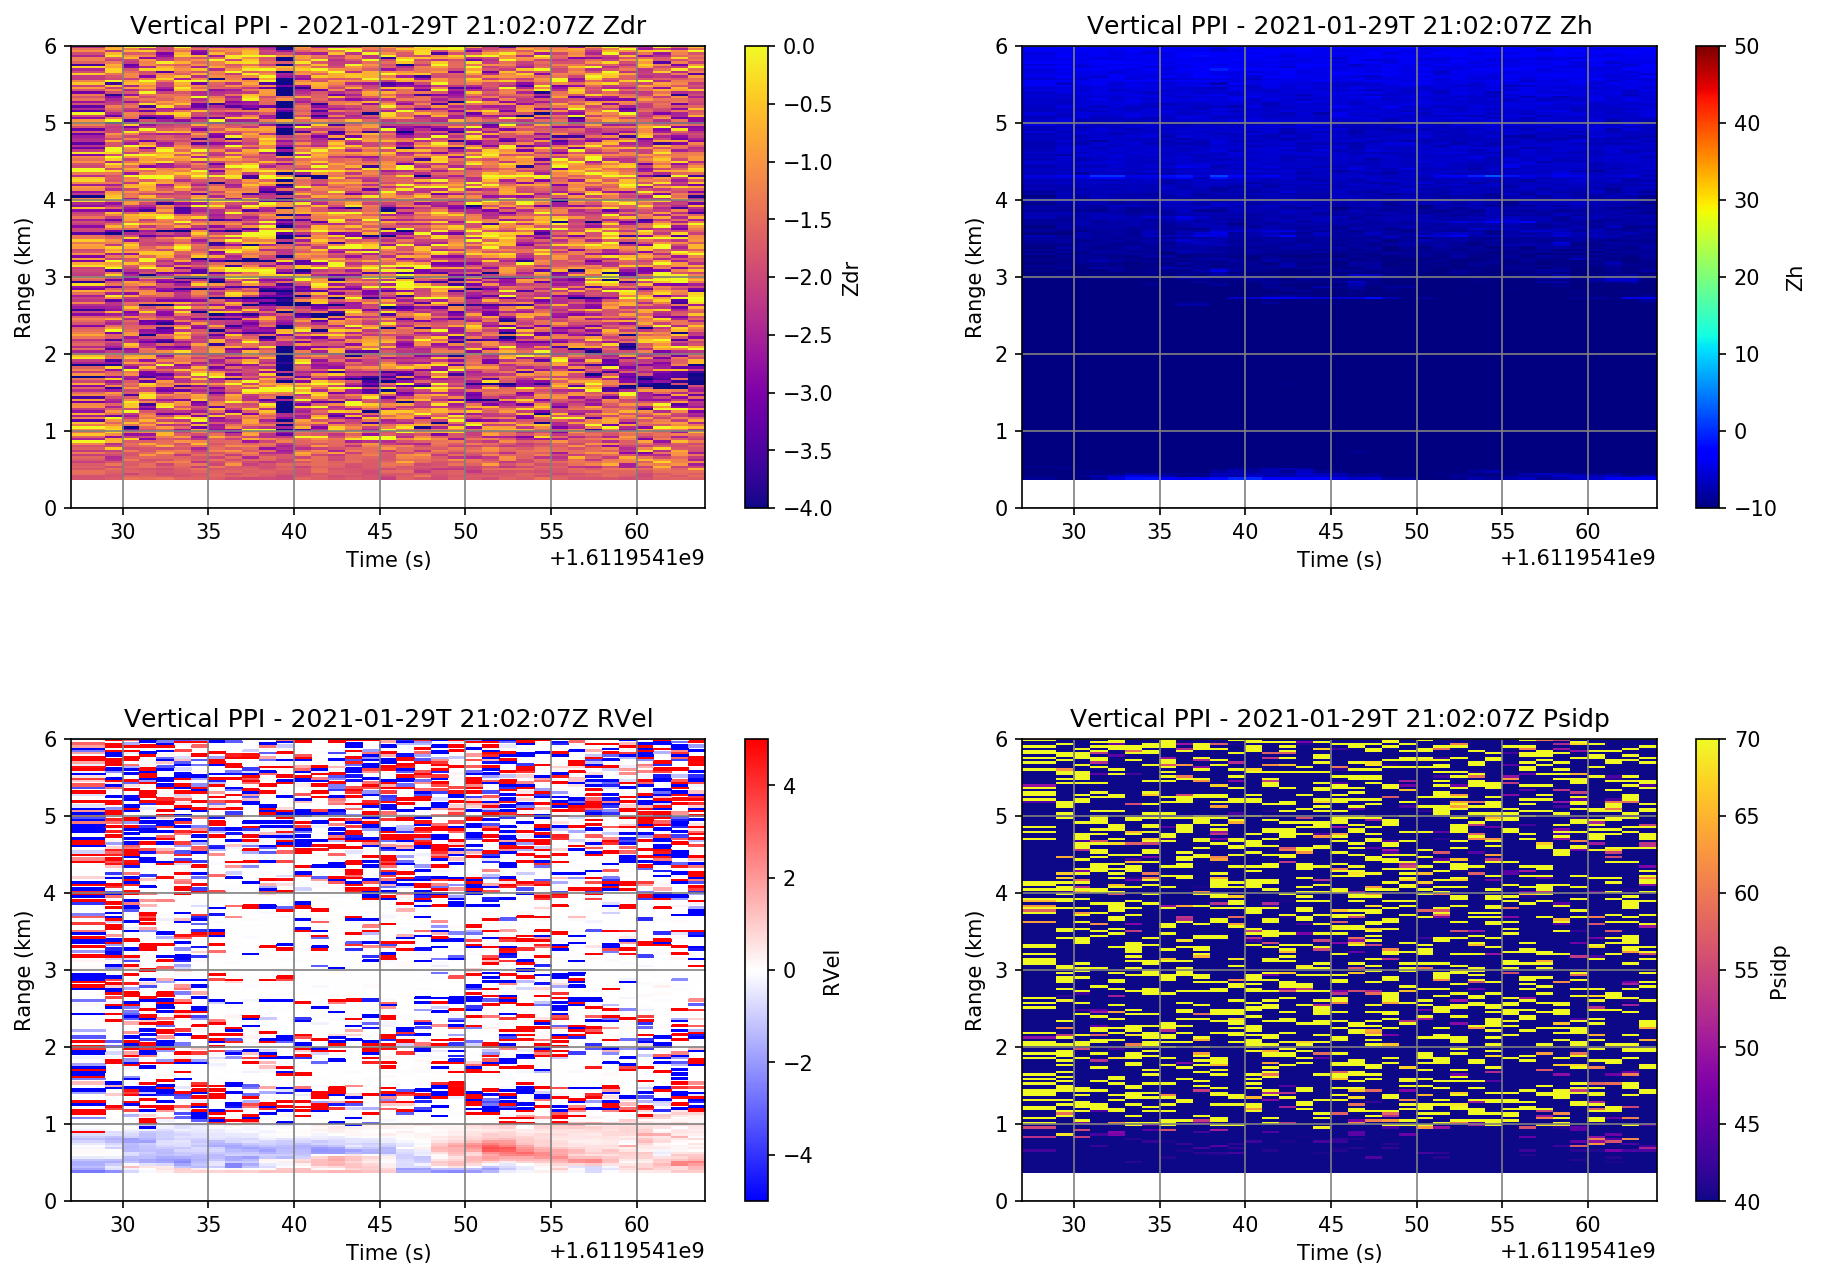 Vertical PPI - 2021-01-29T 21:02:07Z Zdr
6
5
4
3
2
1
0
Range (km)
30 35 40 45 50 55 60
Time (s)
+1.6119541e9
0.0
−0.5
−1.0
−1.5
−2.0
−2.5
−3.0
−3.5
−4.0
Zdr
Vertical PPI - 2021-01-29T 21:02:07Z Zh
6
5
4
3
2
1
0
Range (km)
30 35 40 45 50 55 60
Time (s)
+1.6119541e9
50
40
30
20
10
0
−10
Zh
Vertical PPI - 2021-01-29T 21:02:07Z RVel
6
5
4
3
2
1
0
Range (km)
30 35 40 45 50 55 60
Time (s)
+1.6119541e9
4
2
0
−2
−4
RVel
Vertical PPI - 2021-01-29T 21:02:07Z Psidp
6
5
4
3
2
1
0
Range (km)
30 35 40 45 50 55 60
Time (s)
+1.6119541e9
70
65
60
55
50
45
40
Psidp